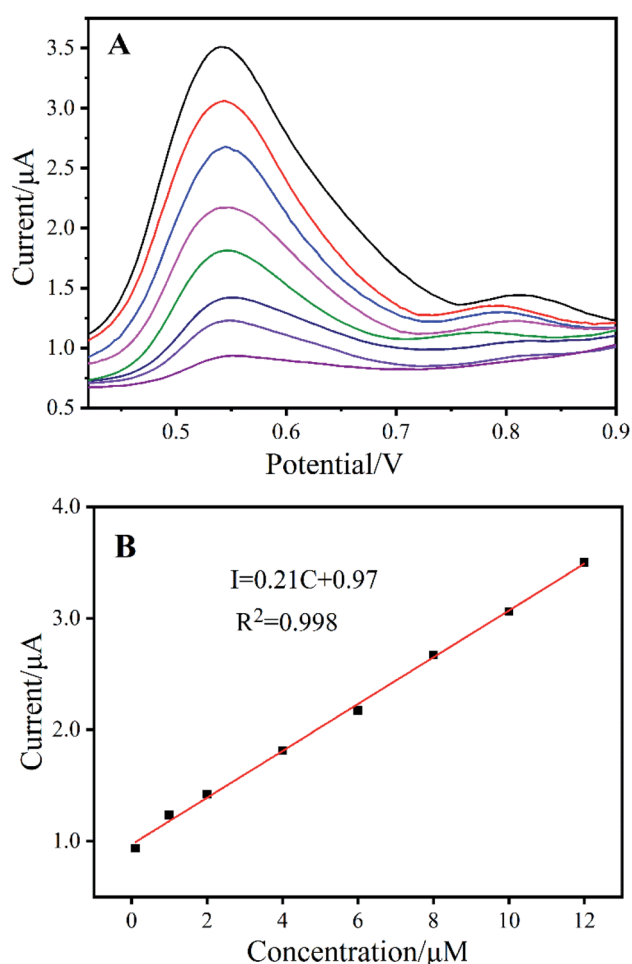 A
Current/μA
3.5
3.0
2.5
2.0
1.5
1.0
0.5
0.5 0.6 0.7 0.8 0.9
Potential/V
B
I=0.21C+0.97
R²=0.998
Current/μA
4.0
3.0
2.0
1.0
0 2 4 6 8 10 12
Concentration/μM